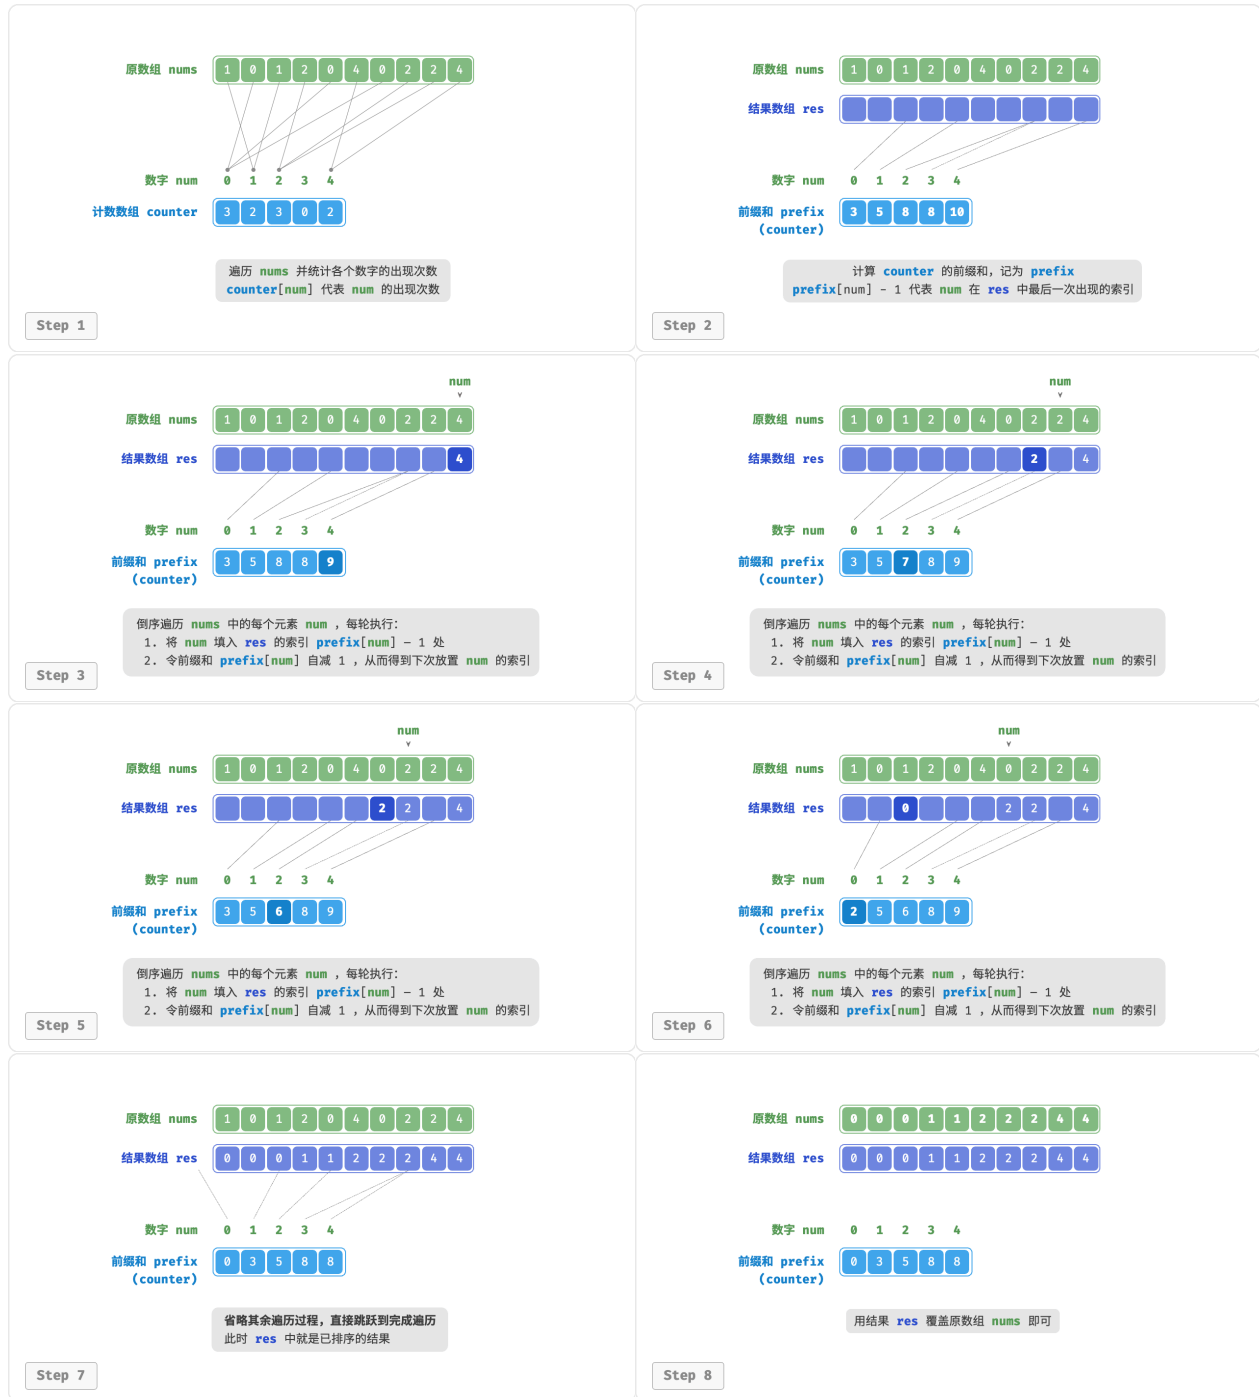 原数组 nums 1 0 1 2 0 4 0 2 2 4
数字 num 0 1 2 3 4
计数数组 counter 3 2 3 0 2
遍历 nums 并统计各个数字的出现次数
counter[num] 代表 num 的出现次数
Step 1
原数组 nums 1 0 1 2 0 4 0 2 2 4
结果数组 res
数字 num 0 1 2 3 4
前缀和 prefix 3 5 8 8 10
(counter)
计算 counter 的前缀和，记为 prefix
prefix[num] - 1 代表 num 在 res 中最后一次出现的索引
Step 2
num
原数组 nums 1 0 1 2 0 4 0 2 2 4
结果数组 res 4
数字 num 0 1 2 3 4
前缀和 prefix 3 5 8 8 9
(counter)
倒序遍历 nums 中的每个元素 num ，每轮执行：
1. 将 num 填入 res 的索引 prefix[num] - 1 处
2. 令前缀和 prefix[num] 自减 1 ，从而得到下次放置 num 的索引
Step 3
num
原数组 nums 1 0 1 2 0 4 0 2 2 4
结果数组 res 2 4
数字 num 0 1 2 3 4
前缀和 prefix 3 5 7 8 9
(counter)
倒序遍历 nums 中的每个元素 num ，每轮执行：
1. 将 num 填入 res 的索引 prefix[num] - 1 处
2. 令前缀和 prefix[num] 自减 1 ，从而得到下次放置 num 的索引
Step 4
num
原数组 nums 1 0 1 2 0 4 0 2 2 4
结果数组 res 2 2 4
数字 num 0 1 2 3 4
前缀和 prefix 3 5 6 8 9
(counter)
倒序遍历 nums 中的每个元素 num ，每轮执行：
1. 将 num 填入 res 的索引 prefix[num] - 1 处
2. 令前缀和 prefix[num] 自减 1 ，从而得到下次放置 num 的索引
Step 5
num
原数组 nums 1 0 1 2 0 4 0 2 2 4
结果数组 res 0 2 2 4
数字 num 0 1 2 3 4
前缀和 prefix 2 5 6 8 9
(counter)
倒序遍历 nums 中的每个元素 num ，每轮执行：
1. 将 num 填入 res 的索引 prefix[num] - 1 处
2. 令前缀和 prefix[num] 自减 1 ，从而得到下次放置 num 的索引
Step 6
原数组 nums 1 0 1 2 0 4 0 2 2 4
结果数组 res 0 0 0 1 1 2 2 2 4 4
数字 num 0 1 2 3 4
前缀和 prefix 0 3 5 8 8
(counter)
省略其余遍历过程，直接跳跃到完成遍历
此时 res 中就是已排序的结果
Step 7
原数组 nums 0 0 0 1 1 2 2 2 4 4
结果数组 res 0 0 0 1 1 2 2 2 4 4
数字 num 0 1 2 3 4
前缀和 prefix 0 3 5 8 8
(counter)
用结果 res 覆盖原数组 nums 即可
Step 8